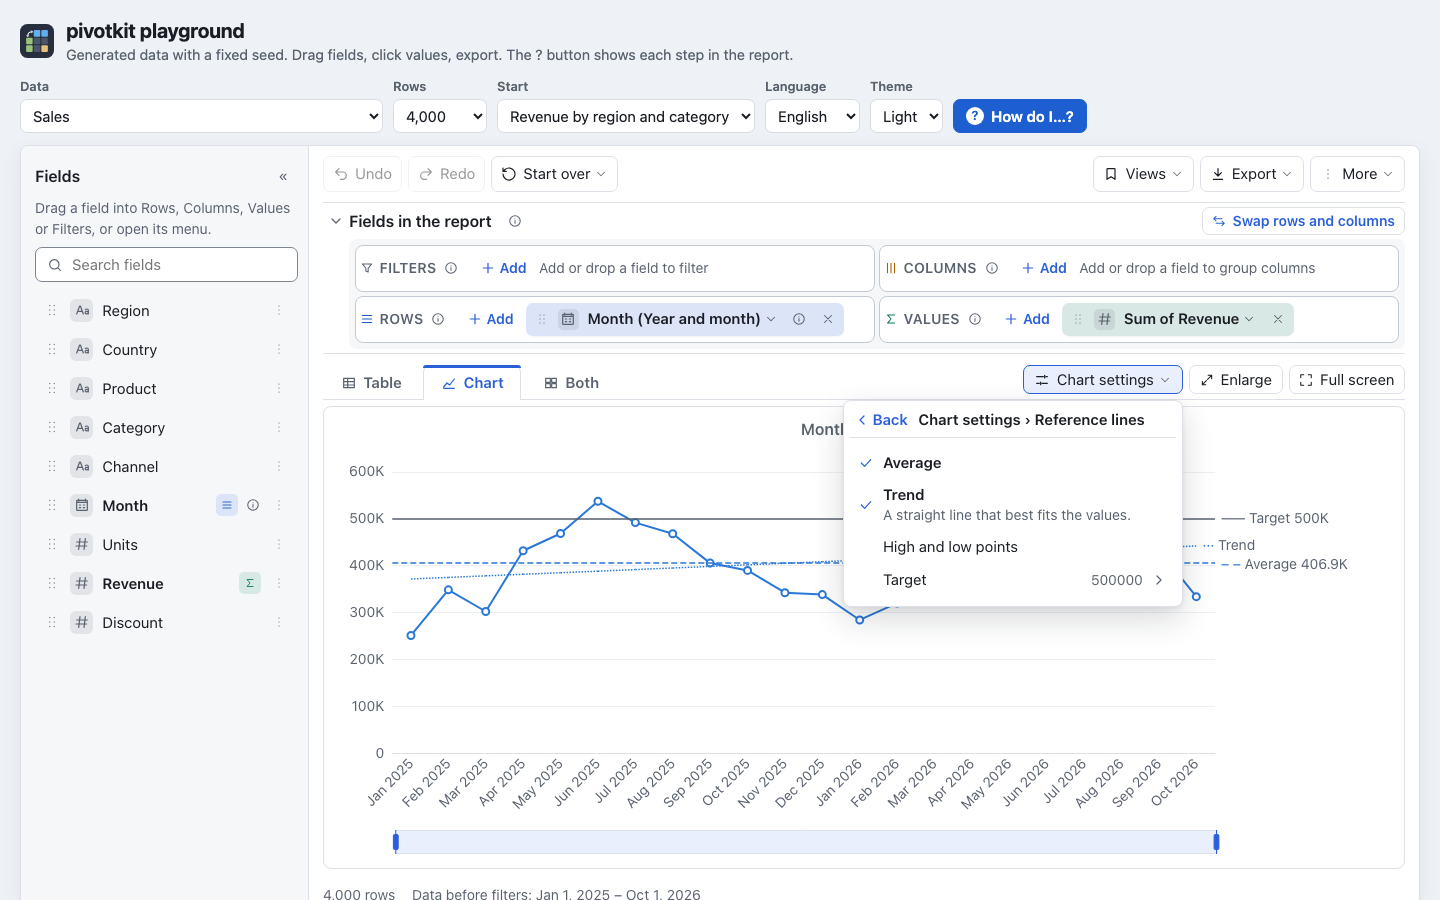 pivotkit playground
Generated data with a fixed seed. Drag fields, click values, export. The ? button shows each step in the report.
Data
Rows
Start
Language
Theme
Sales
4,000
Revenue by region and category
English
Light
? How do I...?
Fields
«
Drag a field into Rows, Columns, Values
or Filters, or open its menu.
Search fields
Aa Region
Aa Country
Aa Product
Aa Category
Aa Channel
Month
# Units
# Revenue Σ
# Discount
Undo
Redo
Start over
Views
Export
More
Fields in the report
Swap rows and columns
FILTERS
Add
Add or drop a field to filter
COLUMNS
Add
Add or drop a field to group columns
ROWS
Add
Month (Year and month)
Σ VALUES
Add
# Sum of Revenue
Table
Chart
Both
Chart settings
Enlarge
Full screen
Back
Chart settings › Reference lines
Average
Trend
A straight line that best fits the values.
High and low points
Target
500000
600K
500K
400K
300K
200K
100K
0
Target 500K
Trend
Average 406.9K
Jan 2025
Feb 2025
Mar 2025
Apr 2025
May 2025
Jun 2025
Jul 2025
Aug 2025
Sep 2025
Oct 2025
Nov 2025
Dec 2025
Jan 2026
Feb 2026
Mar 2026
Apr 2026
May 2026
Jun 2026
Jul 2026
Aug 2026
Sep 2026
Oct 2026
4,000 rows
Data before filters: Jan 1, 2025 – Oct 1, 2026